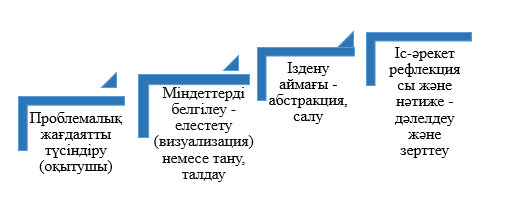 Проблемалық
жағдаятты
түсіндіру
(оқытушы)
Міндеттерді
белгілеу -
елестету
(визуализация)
немесе тану,
талдау
Іздену
аймағы -
абстракция,
салу
Іс-әрекет
рефлекция
сы және
нәтиже -
дәлелдеу
және
зерттеу